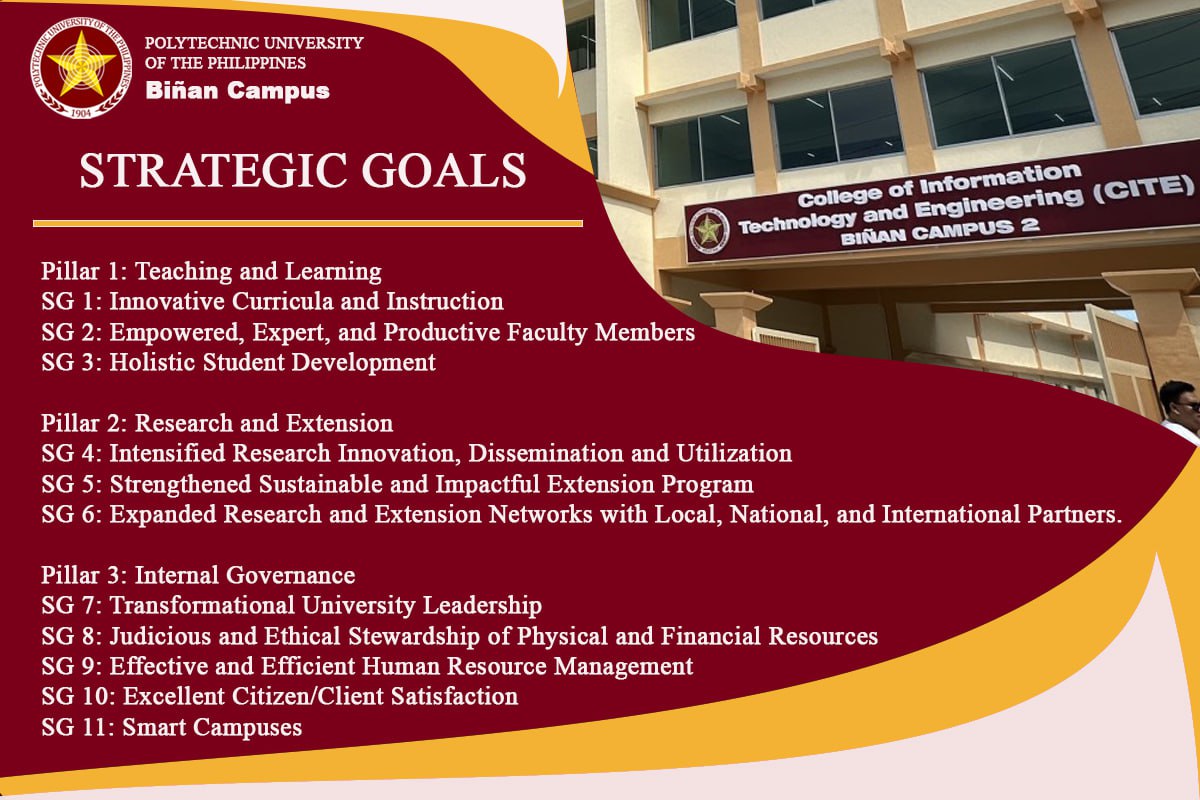 POLYTECHNIC UNIVERSITY OF THE PHILIPPINES
1904
POLYTECHNIC UNIVERSITY
OF THE PHILIPPINES
Biñan Campus
STRATEGIC GOALS
College of Information
Technology and Engineering (CITE)
BIÑAN CAMPUS 2
Pillar 1: Teaching and Learning
SG 1: Innovative Curricula and Instruction
SG 2: Empowered, Expert, and Productive Faculty Members
SG 3: Holistic Student Development
Pillar 2: Research and Extension
SG 4: Intensified Research Innovation, Dissemination and Utilization
SG 5: Strengthened Sustainable and Impactful Extension Program
SG 6: Expanded Research and Extension Networks with Local, National, and International Partners.
Pillar 3: Internal Governance
SG 7: Transformational University Leadership
SG 8: Judicious and Ethical Stewardship of Physical and Financial Resources
SG 9: Effective and Efficient Human Resource Management
SG 10: Excellent Citizen/Client Satisfaction
SG 11: Smart Campuses